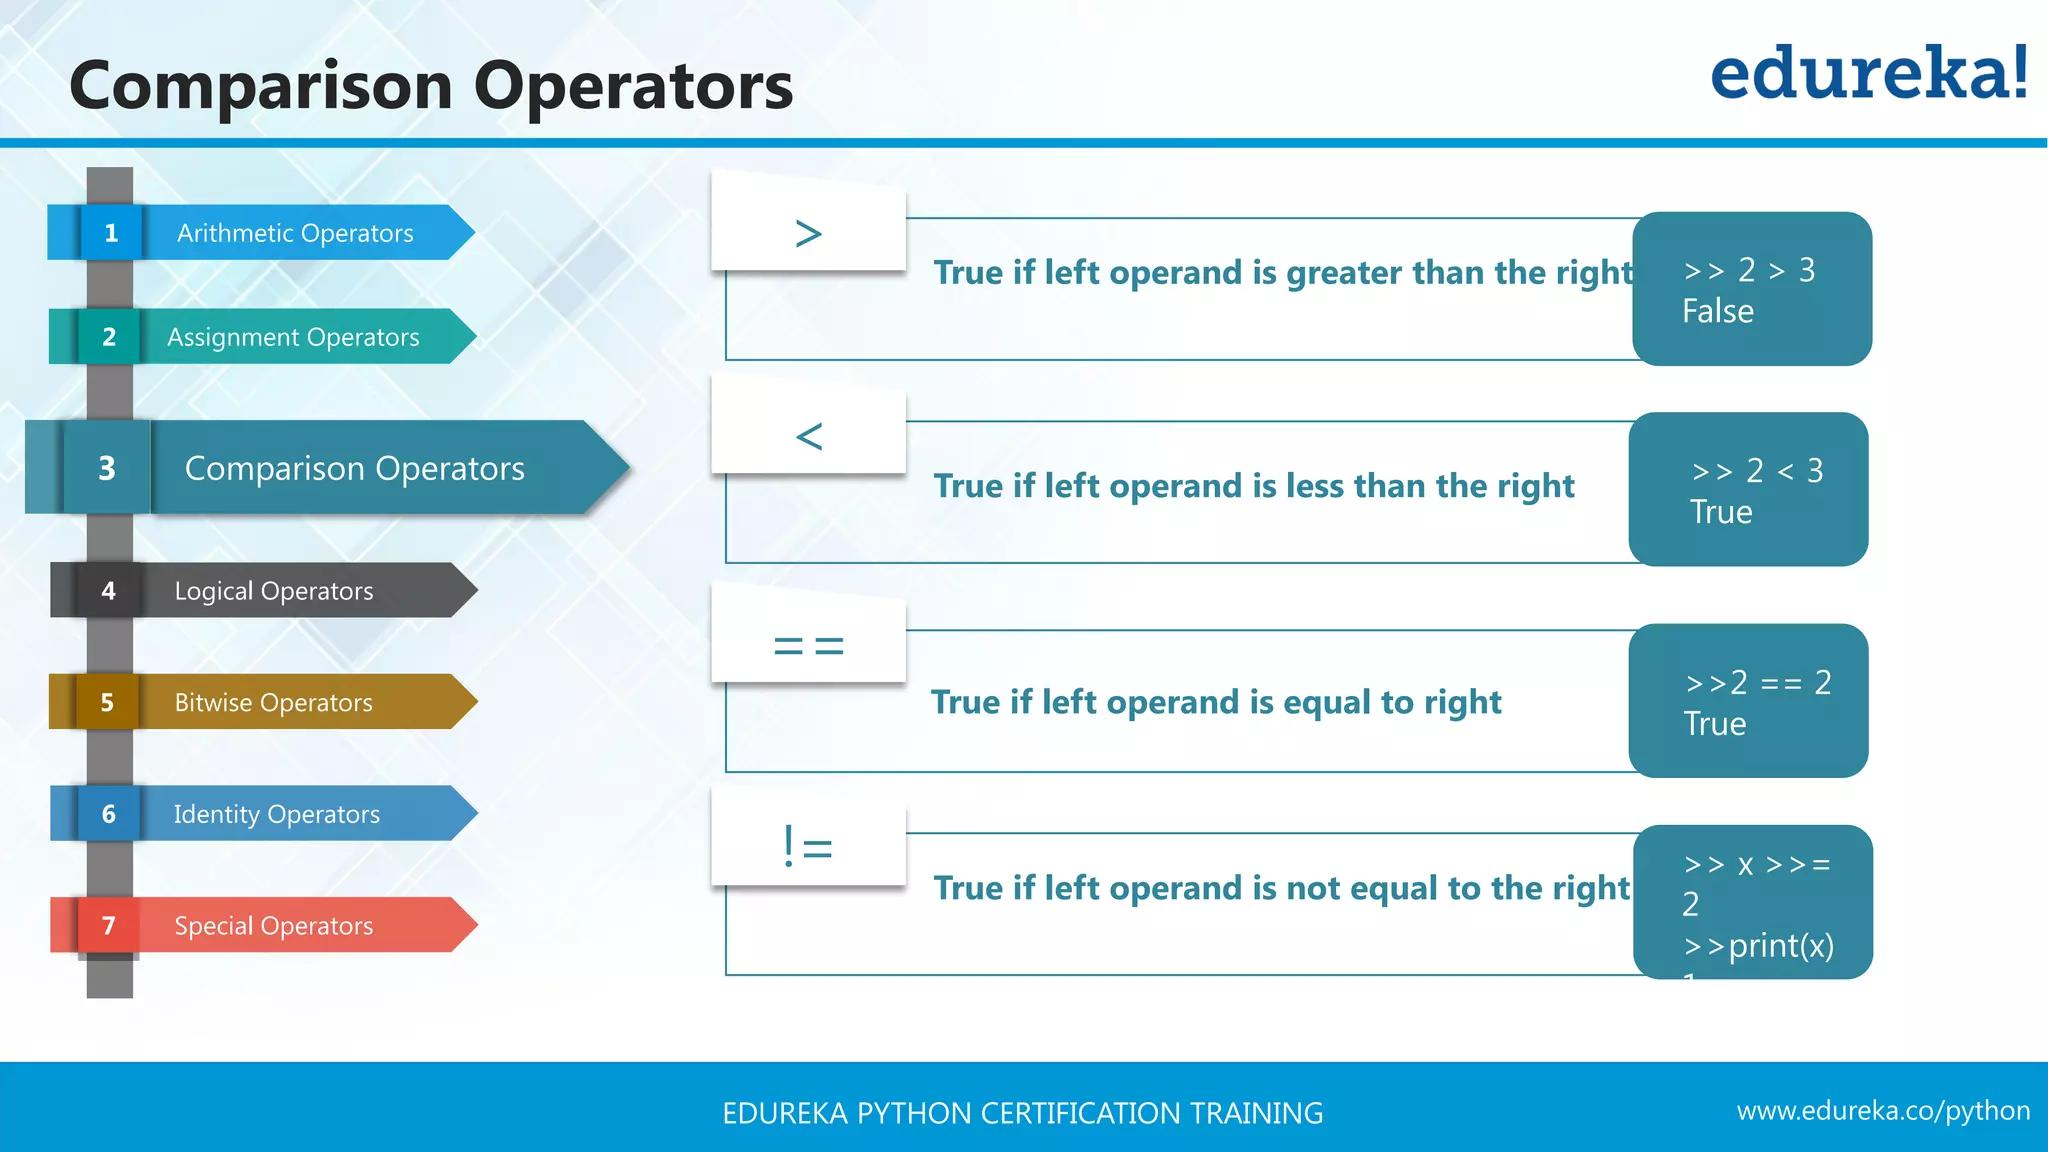 Comparison Operators
edureka!
1 Arithmetic Operators
2 Assignment Operators
3 Comparison Operators
4 Logical Operators
5 Bitwise Operators
6 Identity Operators
7 Special Operators
>
True if left operand is greater than the right
>> 2 > 3
False
<
True if left operand is less than the right
>> 2 < 3
True
==
True if left operand is equal to right
>>2 == 2
True
!=
True if left operand is not equal to the right
>> x >>=
2
>>print(x)
EDUREKA PYTHON CERTIFICATION TRAINING
www.edureka.co/python